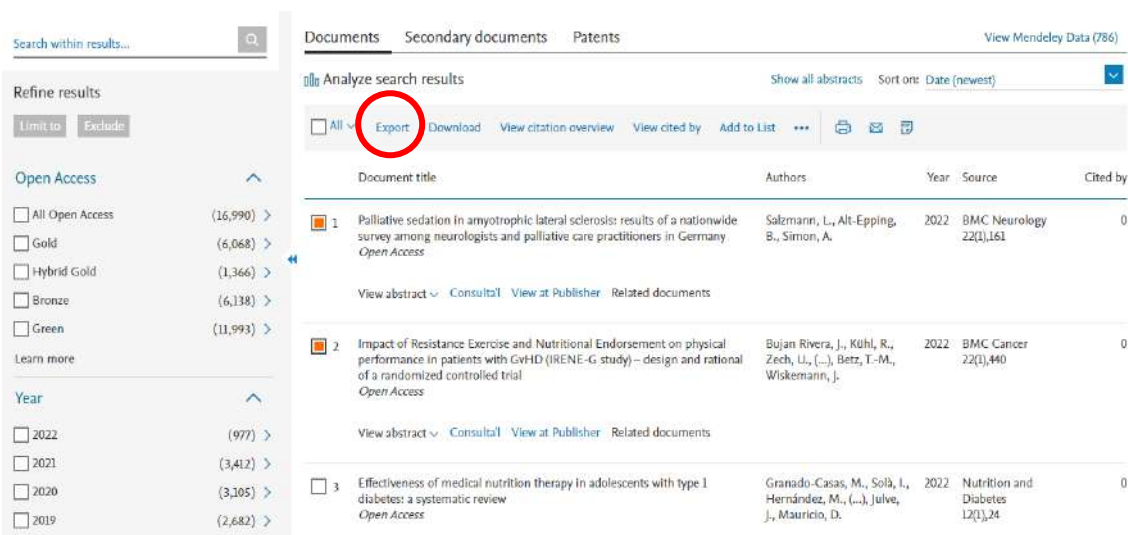 Search within results...
Refine results
Limit to Exclude
Open Access
All Open Access (16,990)
Gold (6,068)
Hybrid Gold (1,366)
Bronze (6,138)
Green (11,993)
Learn more
Year
2022 (977)
2021 (3,412)
2020 (3,105)
2019 (2,682)
Documents Secondary documents Patents View Mendeley Data (786)
Analyze search results Show all abstracts Sort on: Date (newest)
All Export Download View citation overview View cited by Add to List •••
Document title Authors Year Source Cited by
1 Palliative sedation in amyotrophic lateral sclerosis: results of a nationwide Salzmann, L., Alt-Epping, 2022 BMC Neurology 0
survey among neurologists and palliative care practitioners in Germany B., Simon, A. 22(1),161
Open Access
View abstract Consulta'l View at Publisher Related documents
2 Impact of Resistance Exercise and Nutritional Endorsement on physical Bujan Rivera, J., Kühl, R., 2022 BMC Cancer 0
performance in patients with GvHD (IRENE-G study) – design and rational Zech, U., (...), Betz, T.-M., 22(1),440
of a randomized controlled trial Wiskemann, J.
Open Access
View abstract Consulta'l View at Publisher Related documents
3 Effectiveness of medical nutrition therapy in adolescents with type 1 Granado-Casas, M., Solà, I., 2022 Nutrition and 0
diabetes: a systematic review Hernández, M., (...), Julve, Diabetes
Open Access J., Mauricio, D. 12(1),24